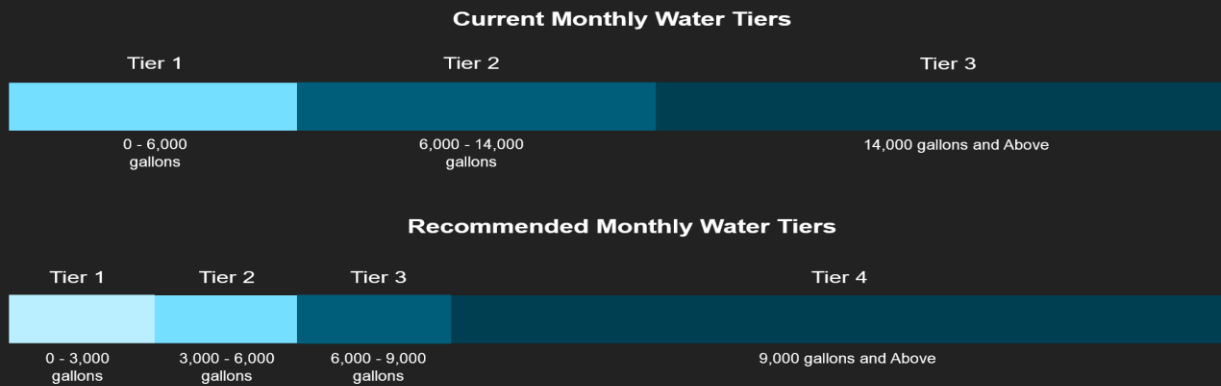 Current Monthly Water Tiers
Tier 1
Tier 2
Tier 3
0 - 6,000
gallons
6,000 - 14,000
gallons
14,000 gallons and Above
Recommended Monthly Water Tiers
Tier 1
Tier 2
Tier 3
Tier 4
0 - 3,000
gallons
3,000 - 6,000
gallons
6,000 - 9,000
gallons
9,000 gallons and Above